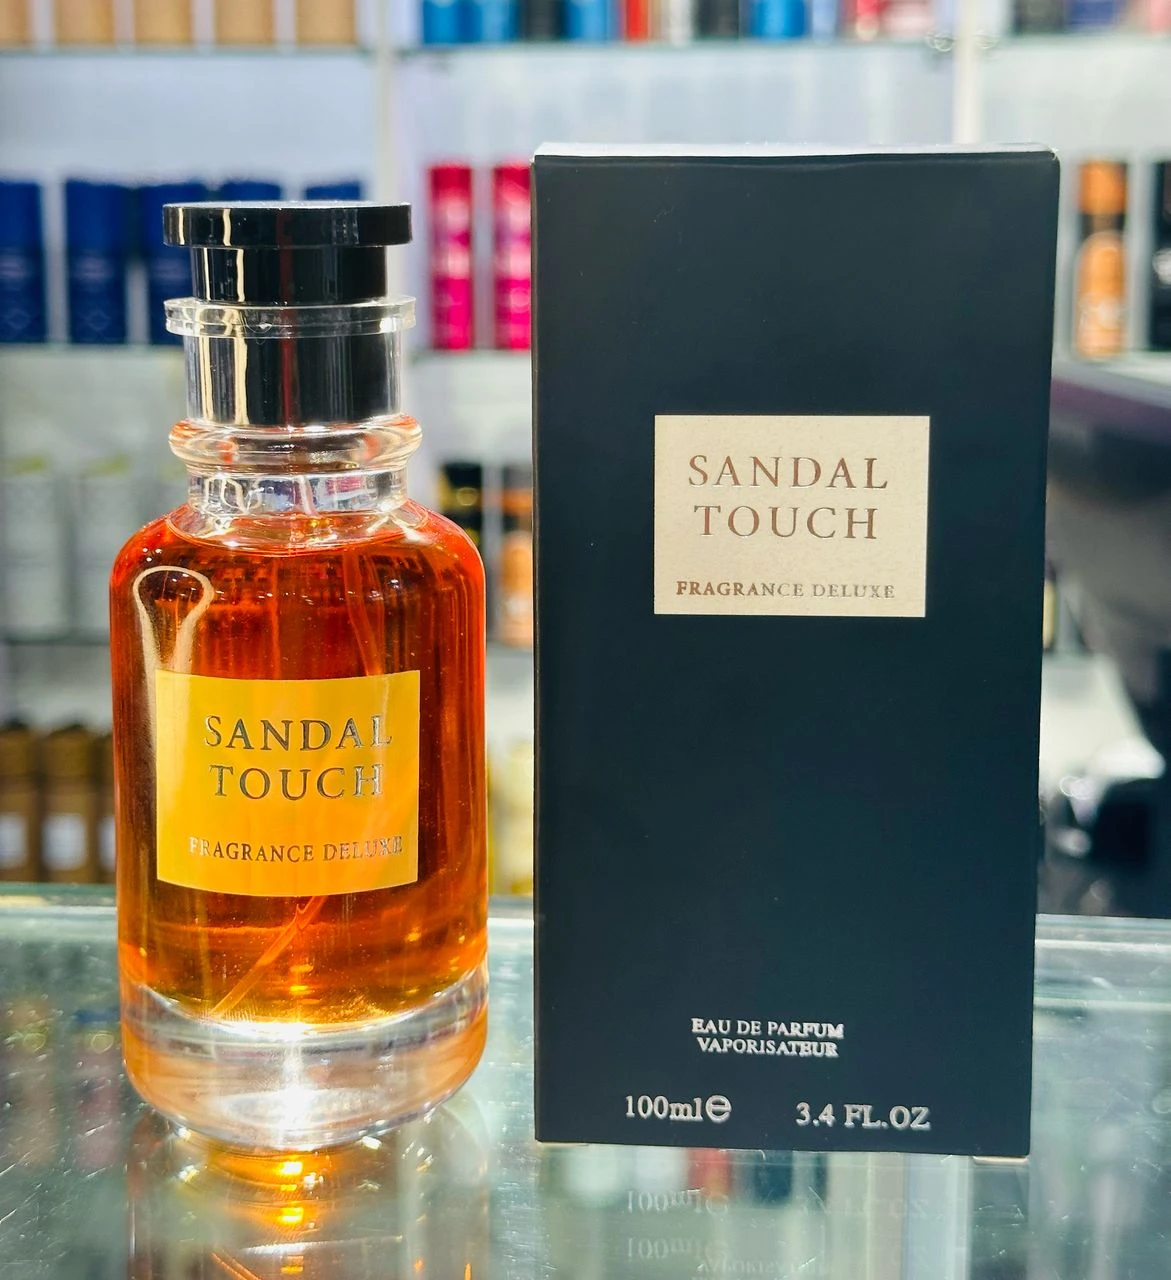 SANDAL
TOUCH
FRAGRANCE DELUXE
SANDAL
TOUCH
FRAGRANCE DELUXE
EAU DE PARFUM
VAPORISATEUR
100ml℮
3.4 FL.OZ